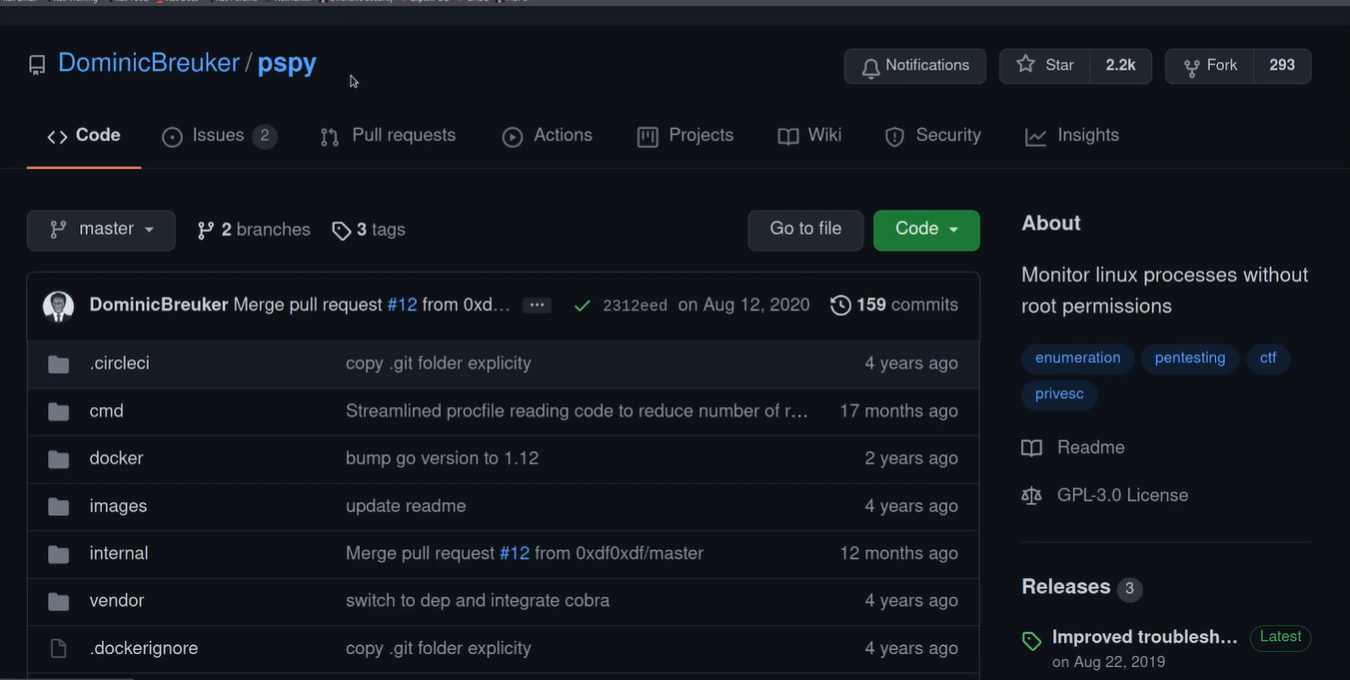 DominicBreuker / pspy
Notifications
Star 2.2k
Fork 293
Code
Issues 2
Pull requests
Actions
Projects
Wiki
Security
Insights
master
2 branches
3 tags
Go to file
Code
DominicBreuker Merge pull request #12 from 0xd… ... 2312eed on Aug 12, 2020 159 commits
.circleci copy .git folder explicity 4 years ago
cmd Streamlined procfile reading code to reduce number of r… 17 months ago
docker bump go version to 1.12 2 years ago
images update readme 4 years ago
internal Merge pull request #12 from 0xdf0xdf/master 12 months ago
vendor switch to dep and integrate cobra 4 years ago
.dockerignore copy .git folder explicity 4 years ago
About
Monitor linux processes without
root permissions
enumeration pentesting ctf
privesc
Readme
GPL-3.0 License
Releases 3
Improved troublesh… Latest
on Aug 22, 2019